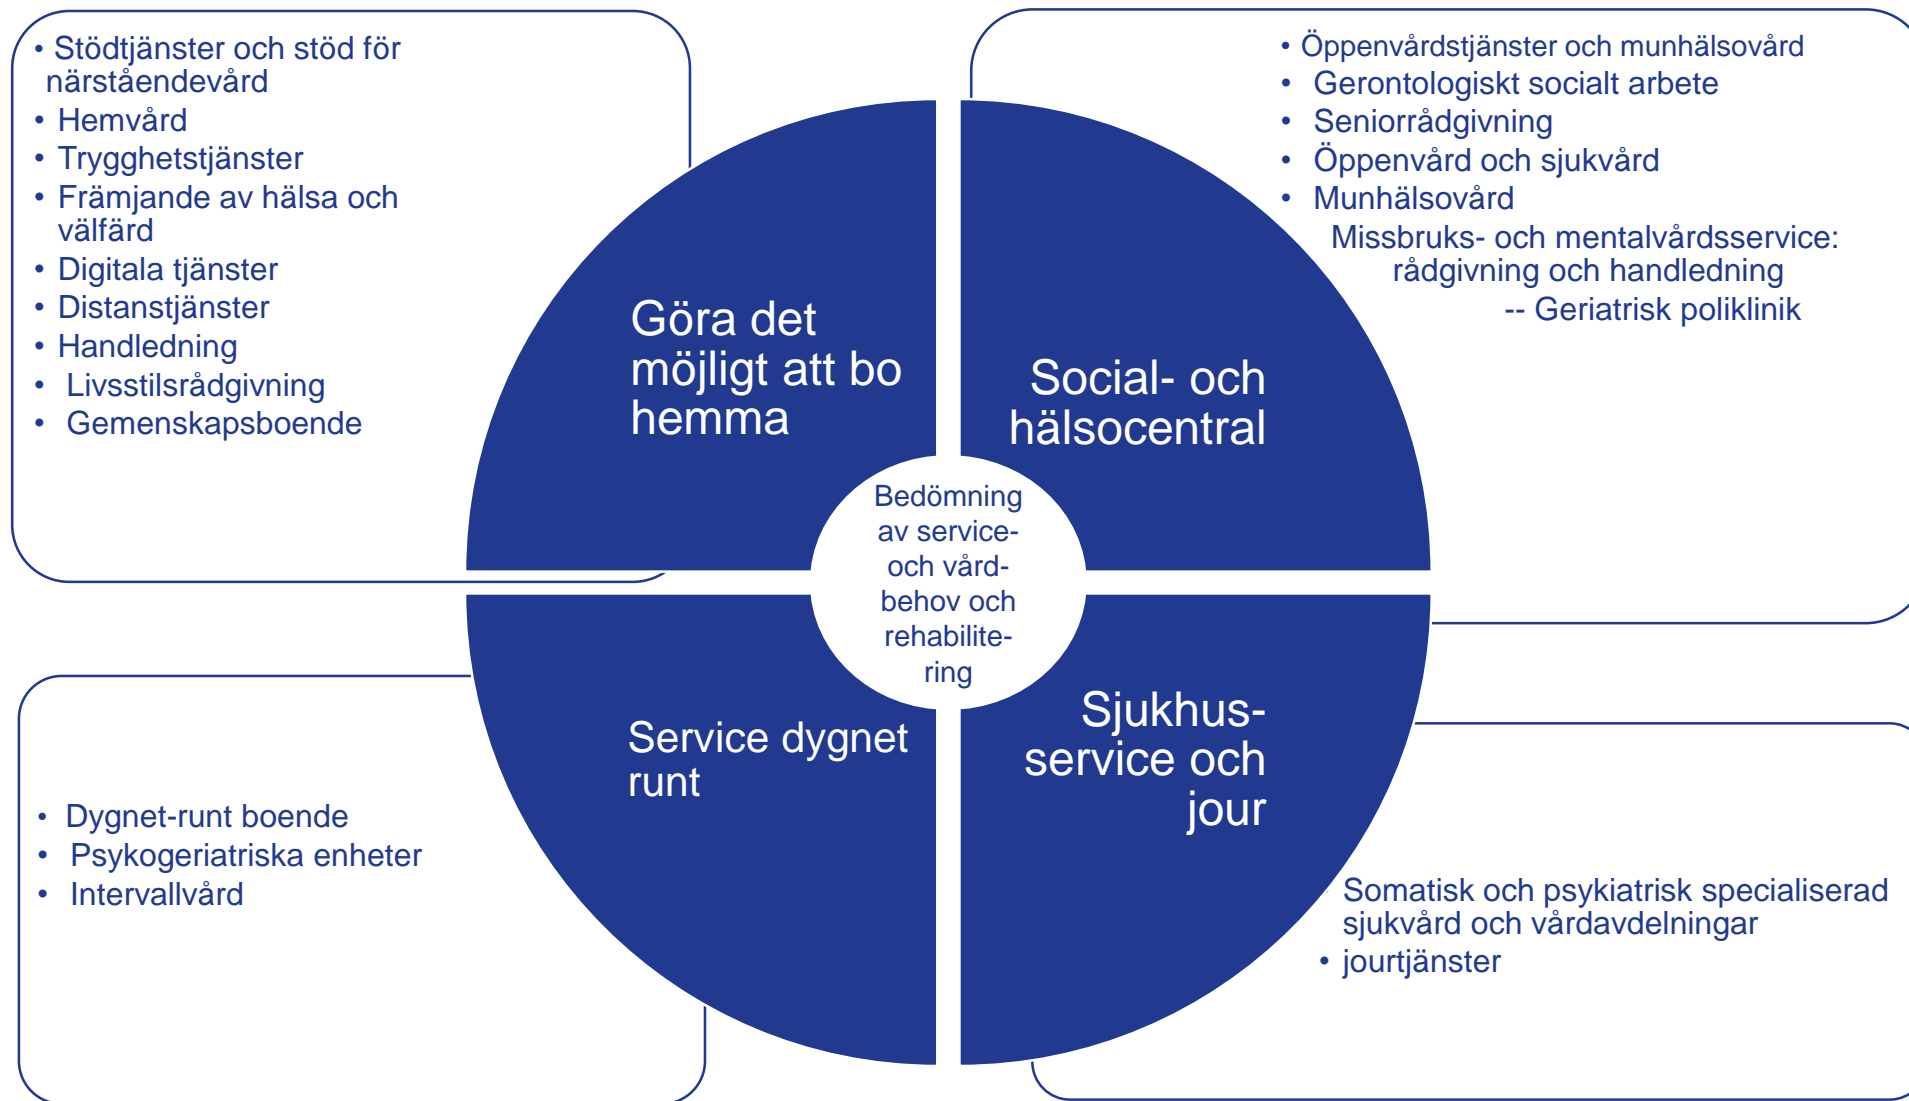 • Stödtjänster och stöd för
närståendevård
• Hemvård
• Trygghetstjänster
• Främjande av hälsa och
välfärd
• Digitala tjänster
• Distanstjänster
• Handledning
• Livsstilsrådgivning
• Gemenskapsboende
• Öppenvårdstjänster och munhälsovård
• Gerontologiskt socialt arbete
• Seniorrådgivning
• Öppenvård och sjukvård
• Munhälsovård
Missbruks- och mentalvårdsservice:
rådgivning och handledning
-- Geriatrisk poliklinik
Göra det
möjligt att bo
hemma
Social- och
hälsocentral
Bedömning
av service-
och vård-
behov och
rehabilite-
ring
Service dygnet
runt
Sjukhus-
service och
jour
• Dygnet-runt boende
• Psykogeriatriska enheter
• Intervallvård
Somatisk och psykiatrisk specialiserad
sjukvård och vårdavdelningar
• jourtjänster